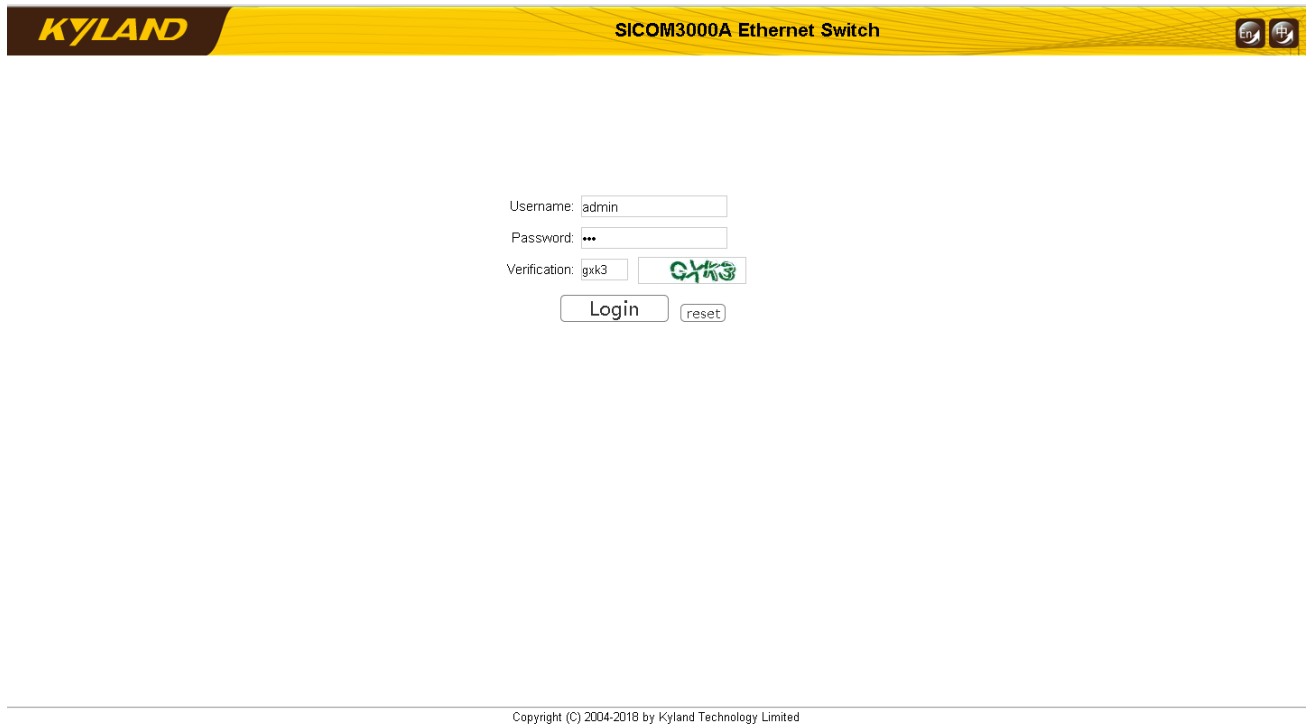 KYLAND
SICOM3000A Ethernet Switch
En 中
Username: admin
Password: •••
Verification: gxk3 GXK3
Login reset
Copyright (C) 2004-2018 by Kyland Technology Limited